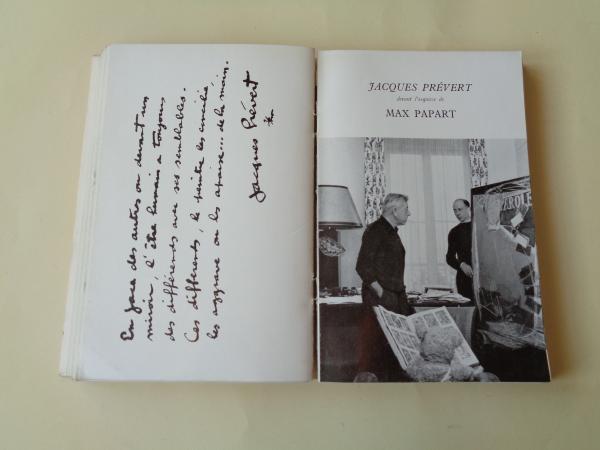 En face des autres ou devant un
miroir, l'être humain a toujours
des différents avec ses semblables.
Ces différents, le peintre les concilie
les aggrave ou les apaise... de la main.
Jacques Prévert
JACQUES PRÉVERT
devant l'esquisse de
MAX PAPART